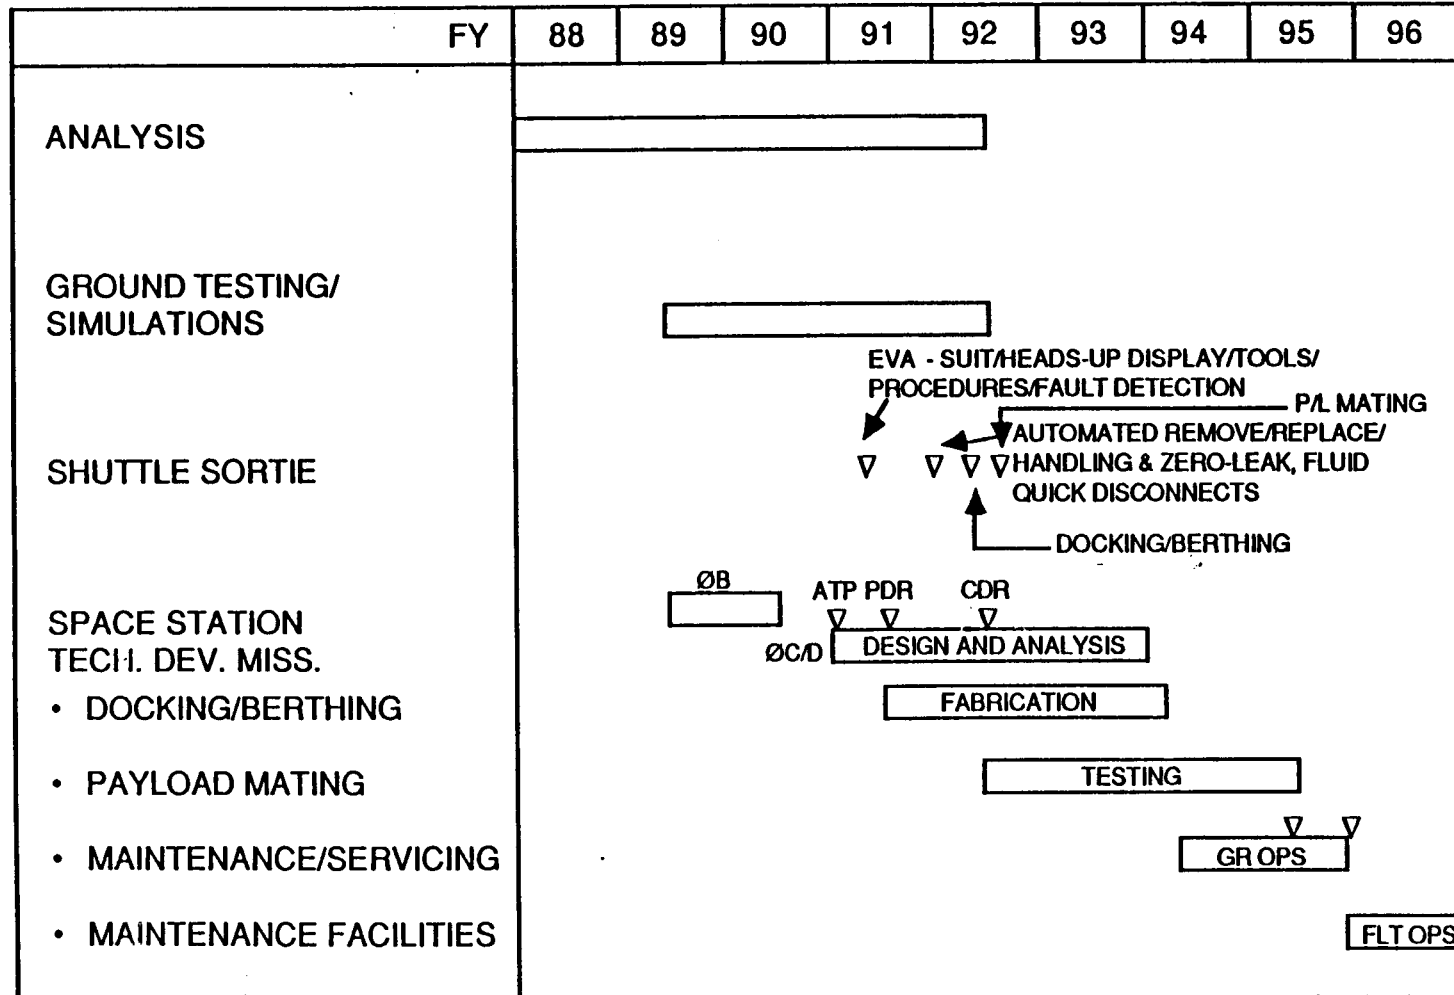 FY 88 89 90 91 92 93 94 95 96
ANALYSIS
GROUND TESTING/
SIMULATIONS
EVA - SUIT/HEADS-UP DISPLAY/TOOLS/
PROCEDURES/FAULT DETECTION
P/L MATING
AUTOMATED REMOVE/REPLACE/
SHUTTLE SORTIE
HANDLING & ZERO-LEAK, FLUID
QUICK DISCONNECTS
DOCKING/BERTHING
ØB
ATP PDR CDR
SPACE STATION
TECH. DEV. MISS.
ØC/D DESIGN AND ANALYSIS
• DOCKING/BERTHING
FABRICATION
• PAYLOAD MATING
TESTING
• MAINTENANCE/SERVICING
GR OPS
• MAINTENANCE FACILITIES
FLT OPS